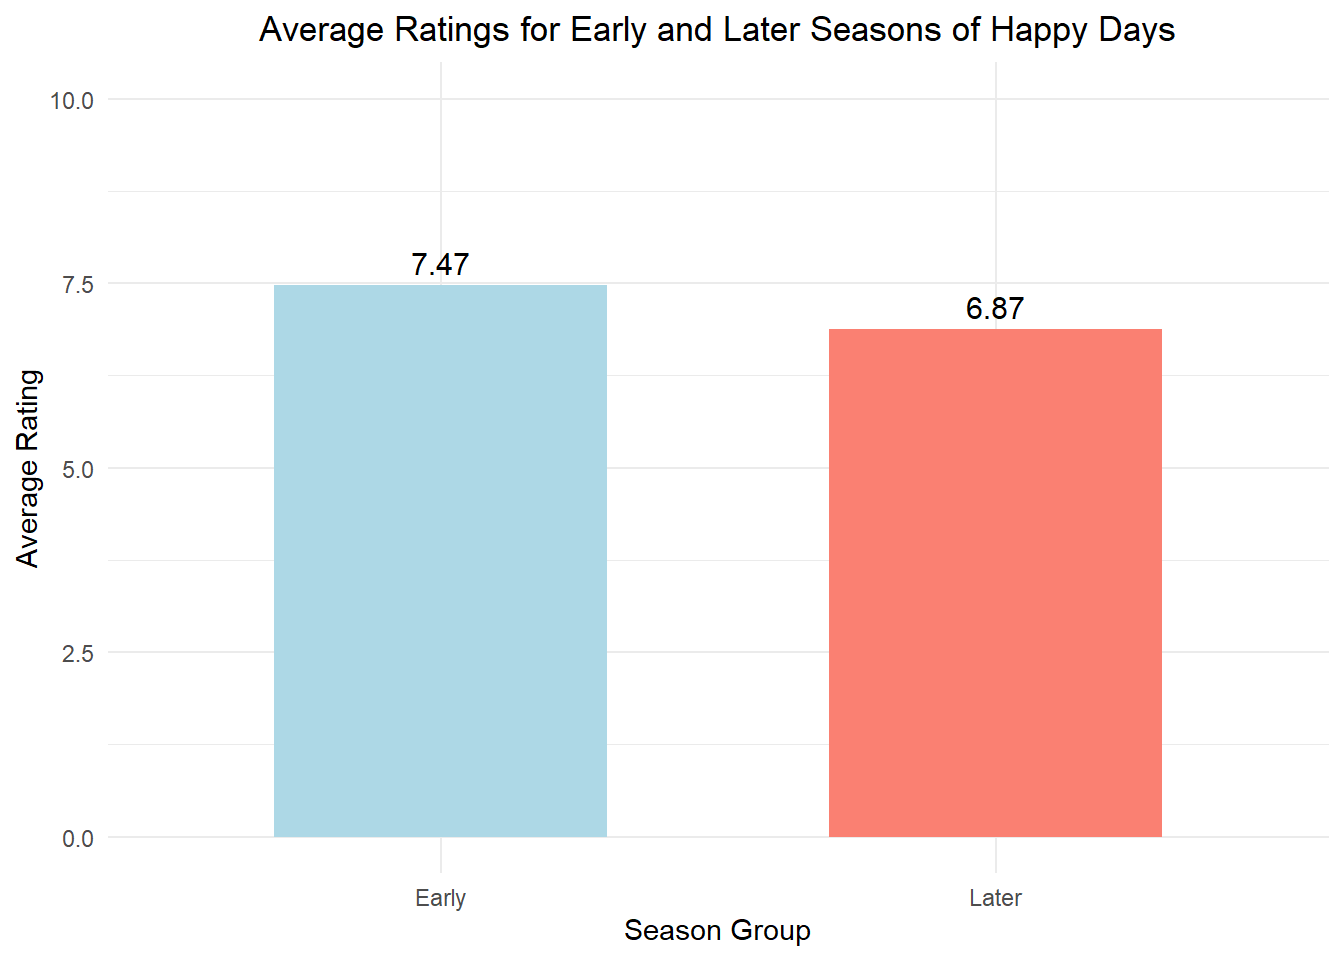 Average Ratings for Early and Later Seasons of Happy Days
10.0
7.5
5.0
2.5
0.0
Average Rating
7.47
6.87
Early
Later
Season Group